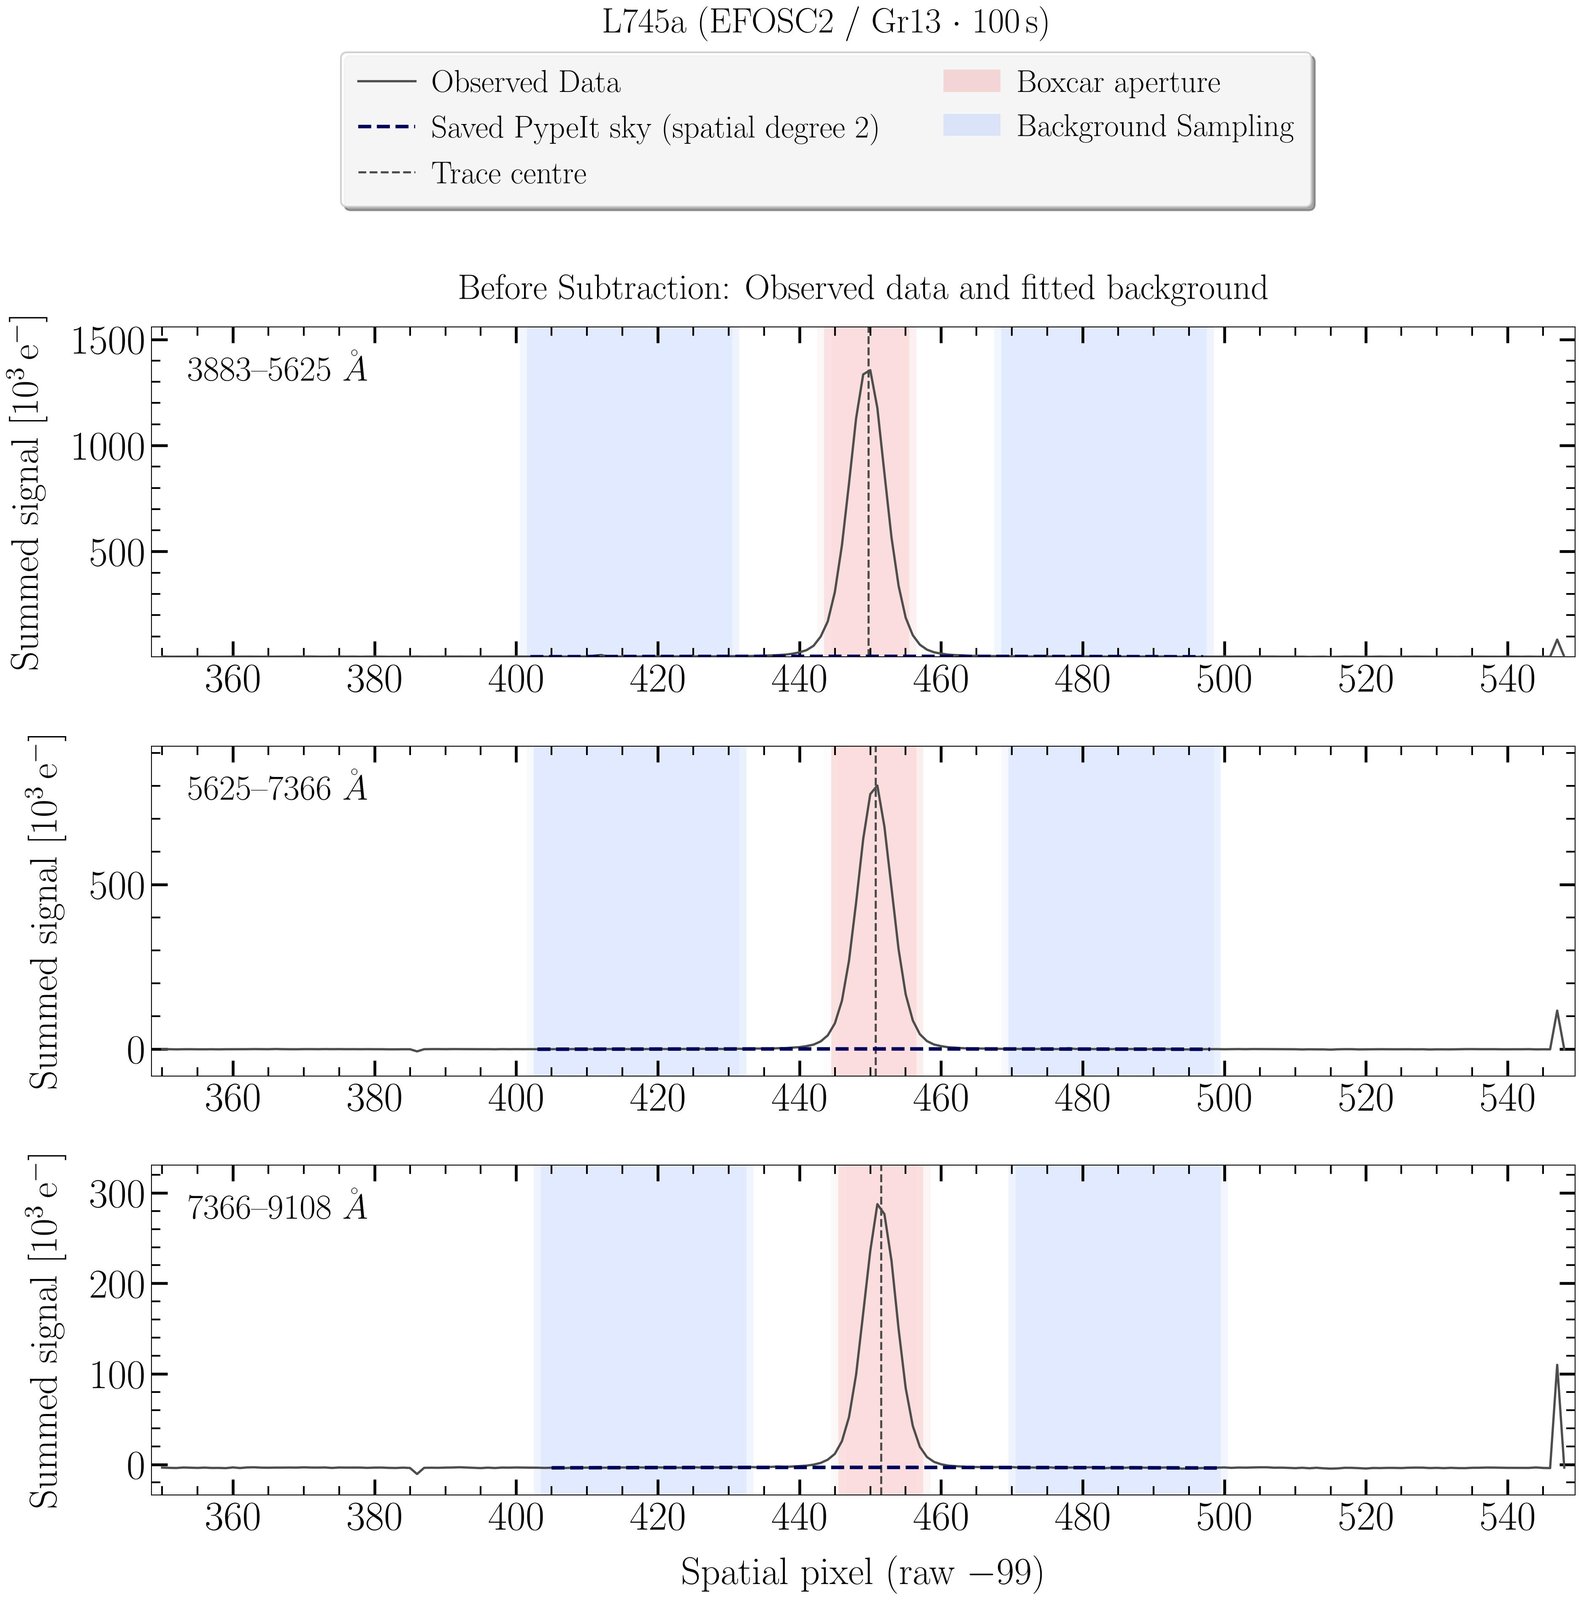 L745a (EFOSC2 / Gr13 · 100 s)
Observed Data
Saved PypeIt sky (spatial degree 2)
Trace centre
Boxcar aperture
Background Sampling
Before Subtraction: Observed data and fitted background
Summed signal [10³ e⁻]
1500
1000
500
3883–5625 Å
360 380 400 420 440 460 480 500 520 540
Summed signal [10³ e⁻]
500
0
5625–7366 Å
360 380 400 420 440 460 480 500 520 540
Summed signal [10³ e⁻]
300
200
100
0
7366–9108 Å
360 380 400 420 440 460 480 500 520 540
Spatial pixel (raw −99)